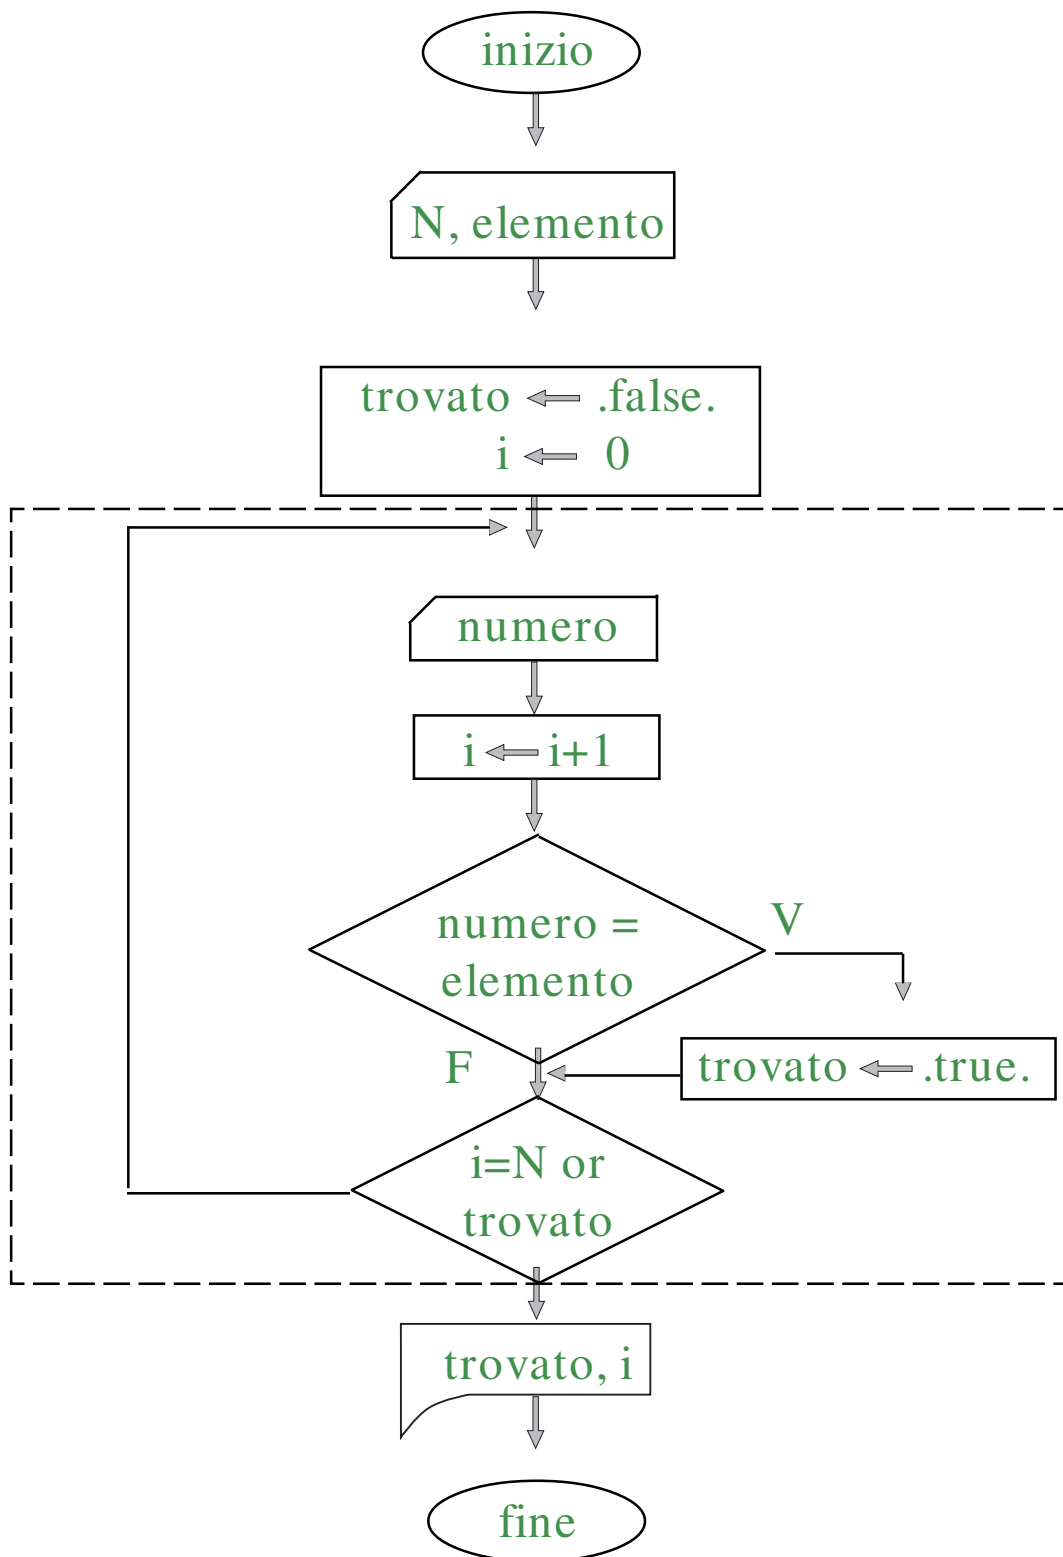 inizio
N, elemento
trovato ← .false.
i ← 0
numero
i ← i+1
numero =
elemento
V
F
trovato ← .true.
i=N or
trovato
trovato, i
fine